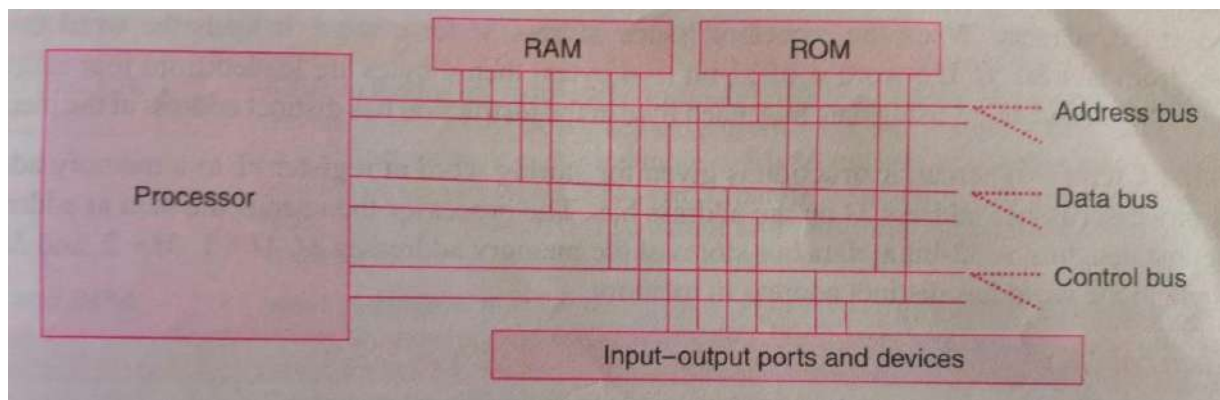 RAM
ROM
Address bus
Processor
Data bus
Control bus
Input–output ports and devices